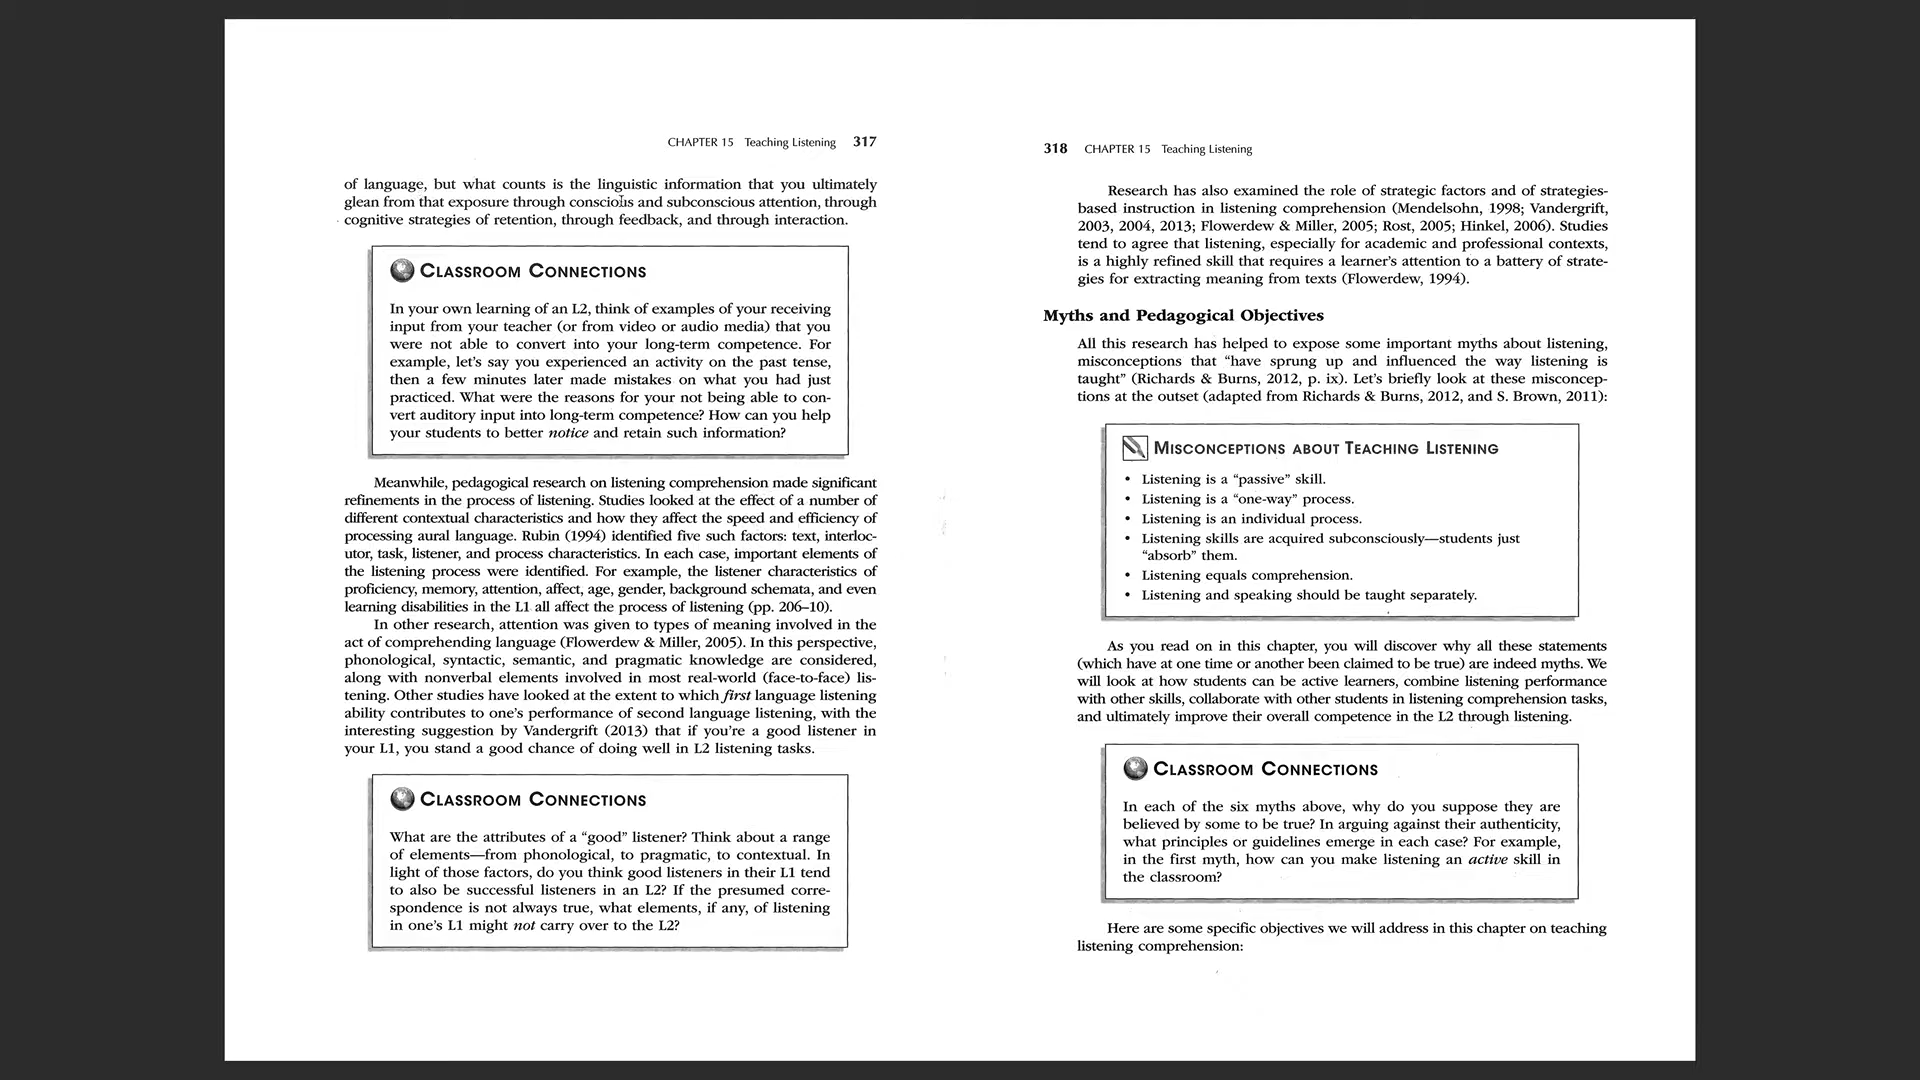 CHAPTER 15 Teaching Listening 317
of language, but what counts is the linguistic information that you ultimately
glean from that exposure through conscious and subconscious attention, through
cognitive strategies of retention, through feedback, and through interaction.
CLASSROOM CONNECTIONS
In your own learning of an L2, think of examples of your receiving
input from your teacher (or from video or audio media) that you
were not able to convert into your long-term competence. For
example, let's say you experienced an activity on the past tense,
then a few minutes later made mistakes on what you had just
practiced. What were the reasons for your not being able to con-
vert auditory input into long-term competence? How can you help
your students to better notice and retain such information?
Meanwhile, pedagogical research on listening comprehension made significant
refinements in the process of listening. Studies looked at the effect of a number of
different contextual characteristics and how they affect the speed and efficiency of
processing aural language. Rubin (1994) identified five such factors: text, interloc-
utor, task, listener, and process characteristics. In each case, important elements of
the listening process were identified. For example, the listener characteristics of
proficiency, memory, attention, affect, age, gender, background schemata, and even
learning disabilities in the L1 all affect the process of listening (pp. 206–10).
In other research, attention was given to types of meaning involved in the
act of comprehending language (Flowerdew & Miller, 2005). In this perspective,
phonological, syntactic, semantic, and pragmatic knowledge are considered,
along with nonverbal elements involved in most real-world (face-to-face) lis-
tening. Other studies have looked at the extent to which first language listening
ability contributes to one's performance of second language listening, with the
interesting suggestion by Vandergrift (2013) that if you're a good listener in
your L1, you stand a good chance of doing well in L2 listening tasks.
CLASSROOM CONNECTIONS
What are the attributes of a "good" listener? Think about a range
of elements—from phonological, to pragmatic, to contextual. In
light of those factors, do you think good listeners in their L1 tend
to also be successful listeners in an L2? If the presumed corre-
spondence is not always true, what elements, if any, of listening
in one's L1 might not carry over to the L2?
318 CHAPTER 15 Teaching Listening
Research has also examined the role of strategic factors and of strategies-
based instruction in listening comprehension (Mendelsohn, 1998; Vandergrift,
2003, 2004, 2013; Flowerdew & Miller, 2005; Rost, 2005; Hinkel, 2006). Studies
tend to agree that listening, especially for academic and professional contexts,
is a highly refined skill that requires a learner's attention to a battery of strate-
gies for extracting meaning from texts (Flowerdew, 1994).
Myths and Pedagogical Objectives
All this research has helped to expose some important myths about listening,
misconceptions that "have sprung up and influenced the way listening is
taught" (Richards & Burns, 2012, p. ix). Let's briefly look at these misconcep-
tions at the outset (adapted from Richards & Burns, 2012, and S. Brown, 2011):
MISCONCEPTIONS ABOUT TEACHING LISTENING
• Listening is a "passive" skill.
• Listening is a "one-way" process.
• Listening is an individual process.
• Listening skills are acquired subconsciously—students just
"absorb" them.
• Listening equals comprehension.
• Listening and speaking should be taught separately.
As you read on in this chapter, you will discover why all these statements
(which have at one time or another been claimed to be true) are indeed myths. We
will look at how students can be active learners, combine listening performance
with other skills, collaborate with other students in listening comprehension tasks,
and ultimately improve their overall competence in the L2 through listening.
CLASSROOM CONNECTIONS
In each of the six myths above, why do you suppose they are
believed by some to be true? In arguing against their authenticity,
what principles or guidelines emerge in each case? For example,
in the first myth, how can you make listening an active skill in
the classroom?
Here are some specific objectives we will address in this chapter on teaching
listening comprehension: